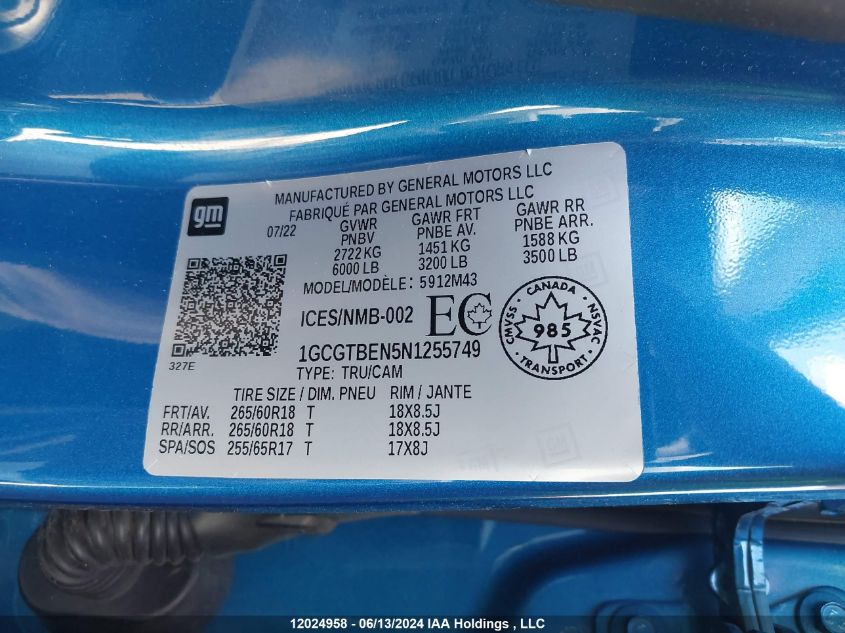 gm
MANUFACTURED BY GENERAL MOTORS LLC
FABRIQUÉ PAR GENERAL MOTORS LLC
07/22 GVWR GAWR FRT GAWR RR
PNBV PNBE AV. PNBE ARR.
2722 KG 1451 KG 1588 KG
6000 LB 3200 LB 3500 LB
MODEL/MODÈLE: 5912M43
ICES/NMB-002 EC
CANADA
CMVSS 985 NSVAC
TRANSPORT
327E
1GCGTBEN5N1255749
TYPE: TRU/CAM
TIRE SIZE / DIM. PNEU RIM / JANTE
FRT/AV. 265/60R18 T 18X8.5J
RR/ARR. 265/60R18 T 18X8.5J
SPA/SOS 255/65R17 T 17X8J
12024958 - 06/13/2024 IAA Holdings , LLC